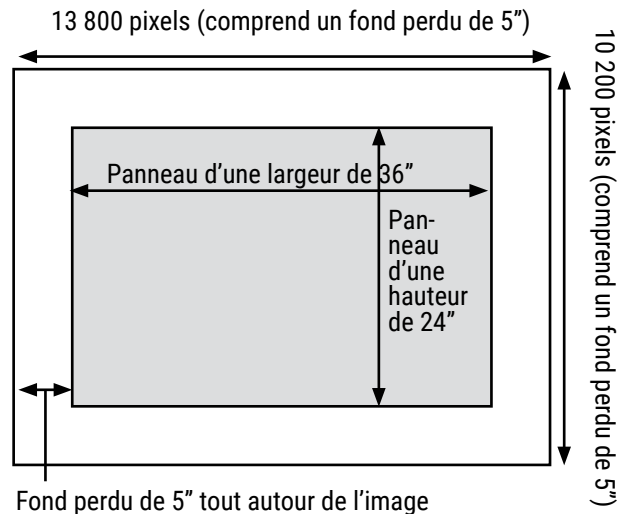 13 800 pixels (comprend un fond perdu de 5”)
10 200 pixels (comprend un fond perdu de 5”)
Panneau d’une largeur de 36”
Pan-
neau
d’une
hauteur
de 24”
Fond perdu de 5” tout autour de l’image